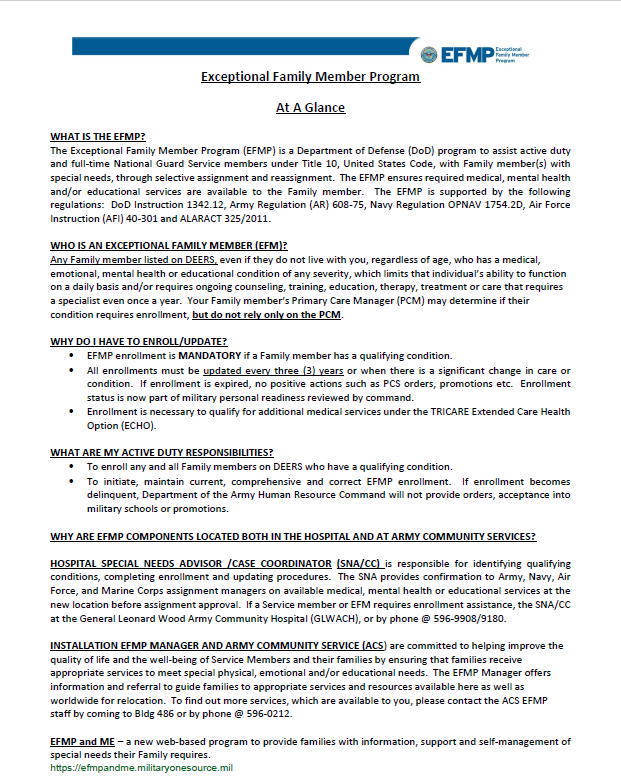 EFMP Exceptional
Family Member
Program
Exceptional Family Member Program
At A Glance
WHAT IS THE EFMP?
The Exceptional Family Member Program (EFMP) is a Department of Defense (DoD) program to assist active duty
and full-time National Guard Service members under Title 10, United States Code, with Family member(s) with
special needs, through selective assignment and reassignment. The EFMP ensures required medical, mental health
and/or educational services are available to the Family member. The EFMP is supported by the following
regulations: DoD Instruction 1342.12, Army Regulation (AR) 608-75, Navy Regulation OPNAV 1754.2D, Air Force
Instruction (AFI) 40-301 and ALARACT 325/2011.
WHO IS AN EXCEPTIONAL FAMILY MEMBER (EFM)?
Any Family member listed on DEERS, even if they do not live with you, regardless of age, who has a medical,
emotional, mental health or educational condition of any severity, which limits that individual's ability to function
on a daily basis and/or requires ongoing counseling, training, education, therapy, treatment or care that requires
a specialist even once a year. Your Family member's Primary Care Manager (PCM) may determine if their
condition requires enrollment, but do not rely only on the PCM.
WHY DO I HAVE TO ENROLL/UPDATE?
• EFMP enrollment is MANDATORY if a Family member has a qualifying condition.
• All enrollments must be updated every three (3) years or when there is a significant change in care or
condition. If enrollment is expired, no positive actions such as PCS orders, promotions etc. Enrollment
status is now part of military personal readiness reviewed by command.
• Enrollment is necessary to qualify for additional medical services under the TRICARE Extended Care Health
Option (ECHO).
WHAT ARE MY ACTIVE DUTY RESPONSIBILITIES?
• To enroll any and all Family members on DEERS who have a qualifying condition.
• To initiate, maintain current, comprehensive and correct EFMP enrollment. If enrollment becomes
delinquent, Department of the Army Human Resource Command will not provide orders, acceptance into
military schools or promotions.
WHY ARE EFMP COMPONENTS LOCATED BOTH IN THE HOSPITAL AND AT ARMY COMMUNITY SERVICES?
HOSPITAL SPECIAL NEEDS ADVISOR /CASE COORDINATOR (SNA/CC) is responsible for identifying qualifying
conditions, completing enrollment and updating procedures. The SNA provides confirmation to Army, Navy, Air
Force, and Marine Corps assignment managers on available medical, mental health or educational services at the
new location before assignment approval. If a Service member or EFM requires enrollment assistance, the SNA/CC
at the General Leonard Wood Army Community Hospital (GLWACH), or by phone @ 596-9908/9180.
INSTALLATION EFMP MANAGER AND ARMY COMMUNITY SERVICE (ACS) are committed to helping improve the
quality of life and the well-being of Service Members and their families by ensuring that families receive
appropriate services to meet special physical, emotional and/or educational needs. The EFMP Manager offers
information and referral to guide families to appropriate services and resources available here as well as
worldwide for relocation. To find out more services, which are available to you, please contact the ACS EFMP
staff by coming to Bldg 486 or by phone @ 596-0212.
EFMP and ME – a new web-based program to provide families with information, support and self-management of
special needs their Family requires.
https://efmpandme.militaryonesource.mil